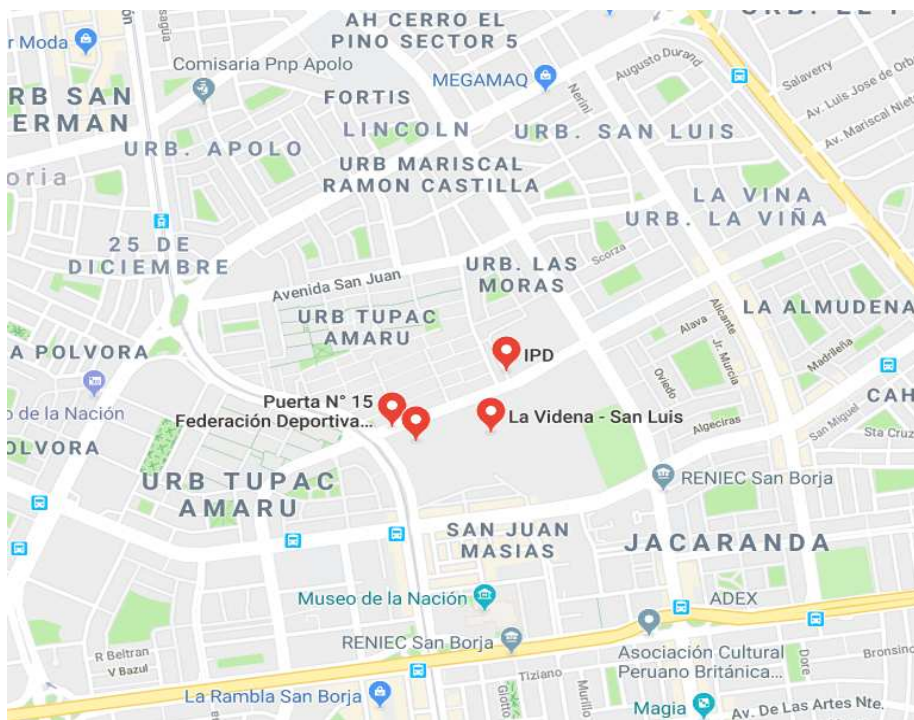 AH CERRO EL
PINO SECTOR 5
r Moda
Comisaria Pnp Apolo
MEGAMAQ
Augusto Durand
Salaverry
Av. Luis Jose de Orb
Av. Mariscal Niet
RB SAN
ERMAN
FORTIS
Nerini
LINCOLN
URB. SAN LUIS
URB. APOLO
URB MARISCAL
RAMON CASTILLA
oria
LA VINA
URB. LA VIÑA
25 DE
DICIEMBRE
Scorza
URB. LAS
MORAS
Avenida San Juan
URB TUPAC
AMARU
LA ALMUDENA
Alicante
Alava
Jr. Murcia
Madrileña
A POLVORA
IPD
Oviedo
o de la Nación
Puerta N° 15
Federación Deportiva...
La Videna - San Luis
CAH
Algeciras
San Miguel
Sta Cruz
OLVORA
URB TUPAC
AMARU
RENIEC San Borja
SAN JUAN
MASIAS
JACARANDA
Museo de la Nación
ADEX
RENIEC San Borja
R Beltran
V Bazul
Asociación Cultural
Peruano Británica...
Dore
Bronsino
Tiziano
Giotto
Murillo
La Rambla San Borja
Magia
Av. De Las Artes Nte.